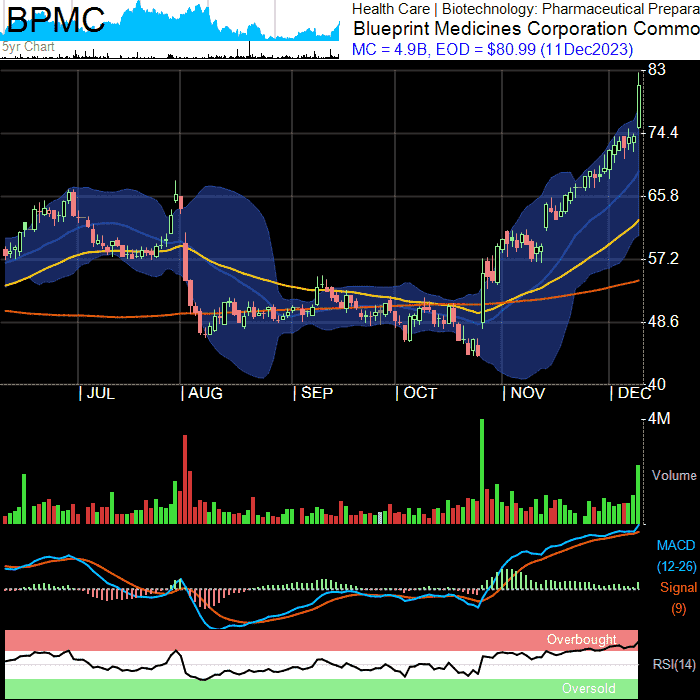 BPMC
5yr Chart
Health Care | Biotechnology: Pharmaceutical Prepara
Blueprint Medicines Corporation Commo
MC = 4.9B, EOD = $80.99 (11Dec2023)
83
74.4
65.8
57.2
48.6
40
JUL AUG SEP OCT NOV DEC
4M
Volume
MACD
(12-26)
Signal
(9)
Overbought
RSI(14)
Oversold